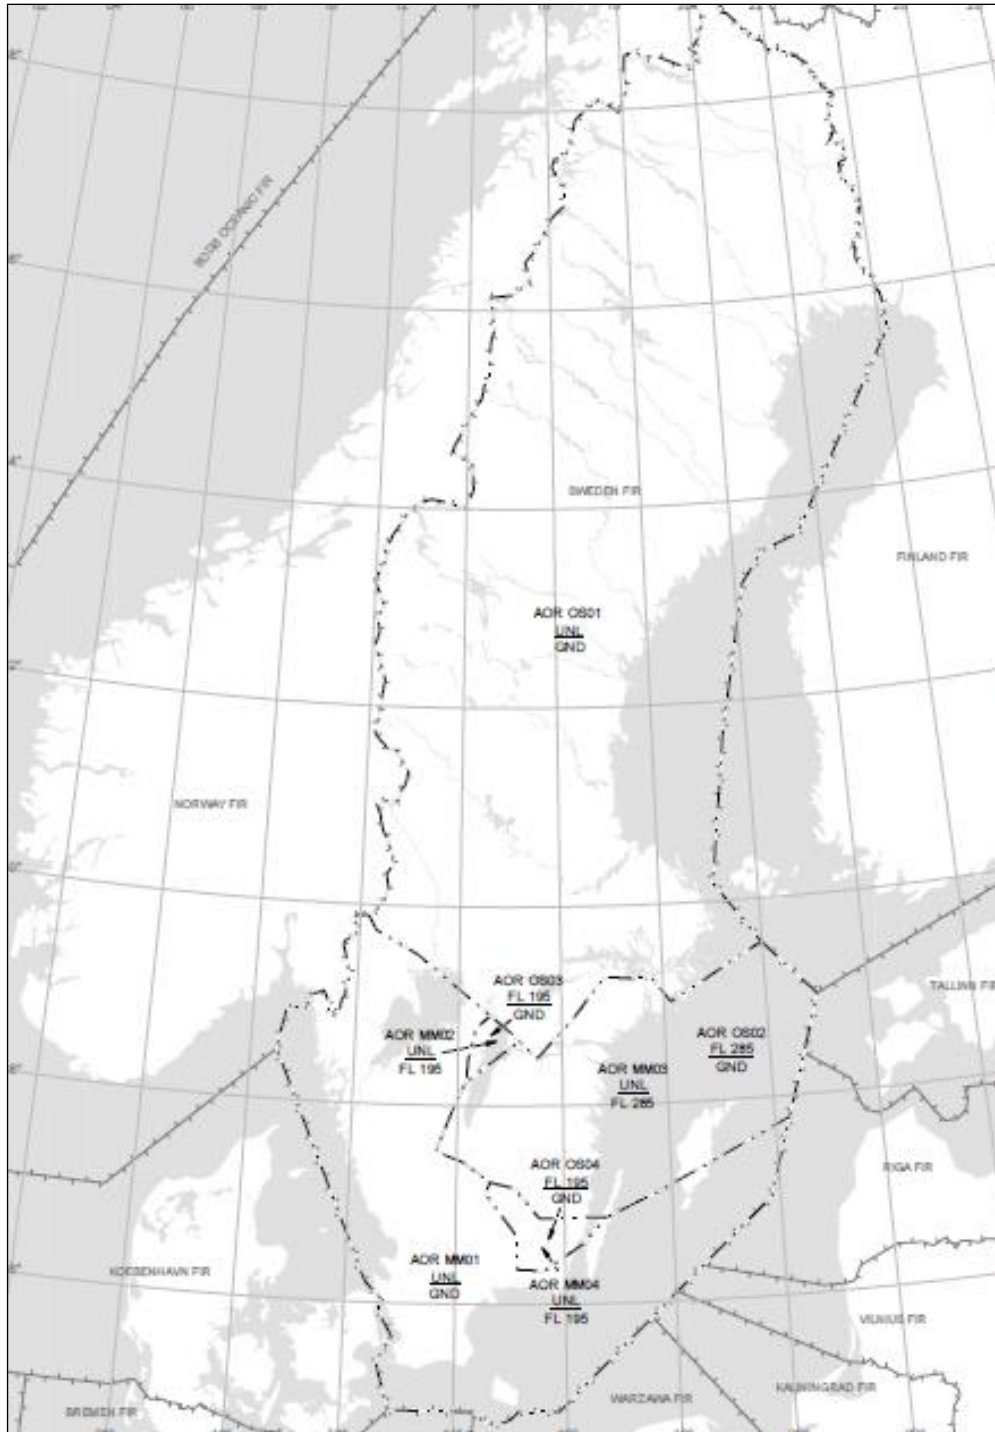 BODØ OCEANIC FIR
SWEDEN FIR
FINLAND FIR
AOR OS01
UNL
GND
NORWAY FIR
AOR OS03
FL 195
GND
TALLINN FIR
AOR MM02
UNL
FL 195
AOR OS02
FL 285
GND
AOR MM03
UNL
FL 285
AOR OS04
FL 195
GND
RIGA FIR
AOR MM01
UNL
GND
KOEBENHAVN FIR
AOR MM04
UNL
FL 195
VILNIUS FIR
KALININGRAD FIR
WARZAWA FIR
BREMEN FIR